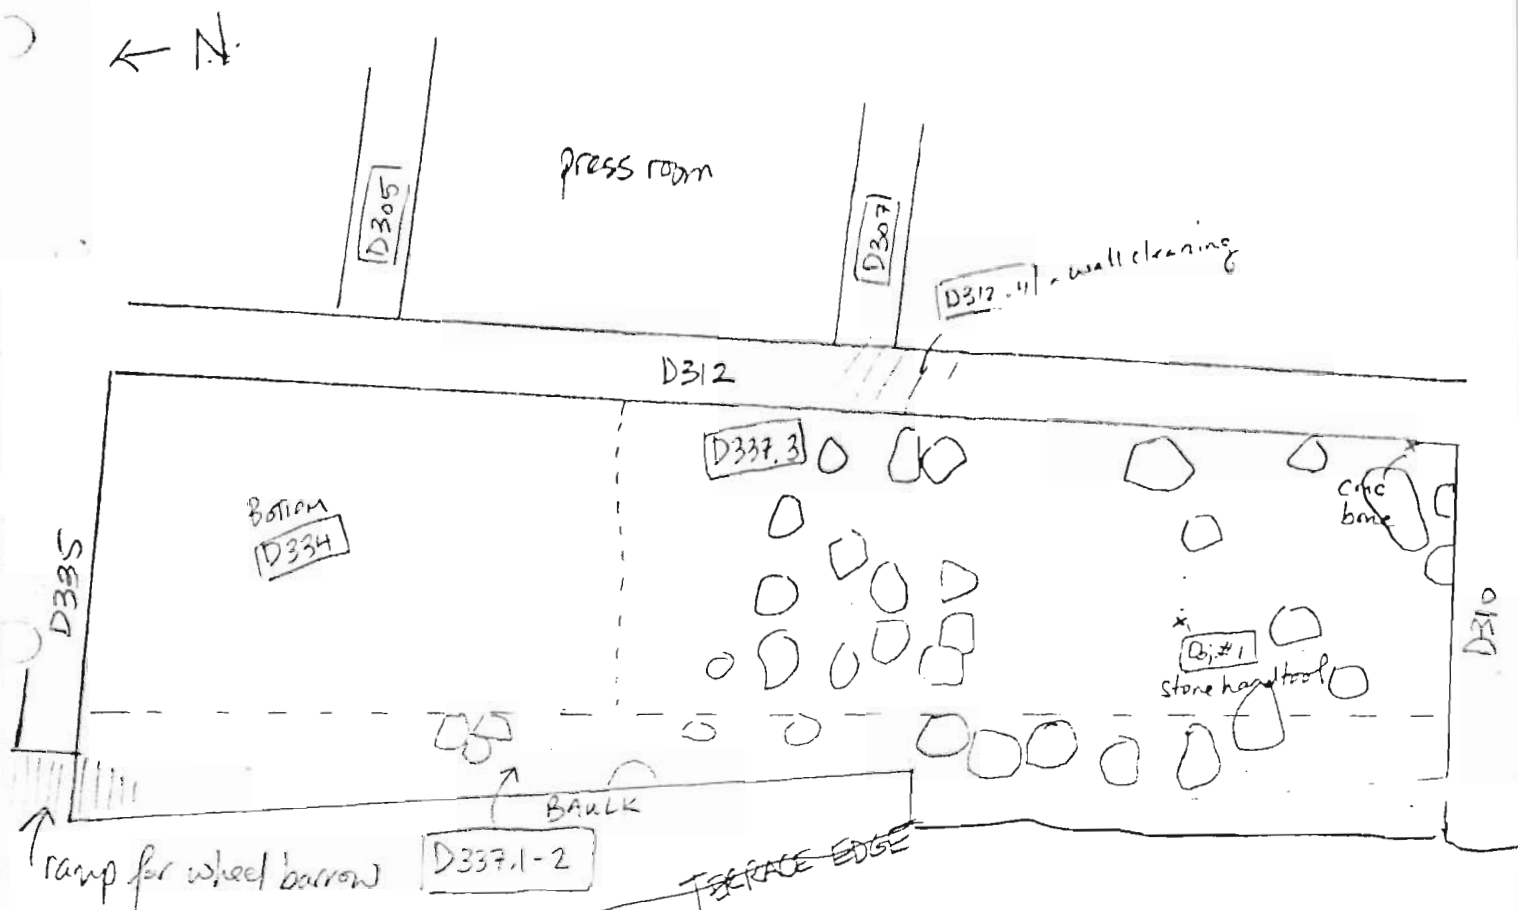 ← N.
press room
D305
D307
D312.4 - wall cleaning
D312
D337.3
Bottom
D334
conc
bone
D335
D310
Obj. #1
stone hand tool
BAULK
D337.1-2
ramp for wheel barrow
TERRACE EDGE